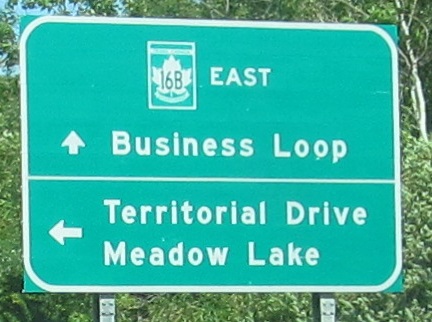 16B EAST
Business Loop
Territorial Drive
Meadow Lake